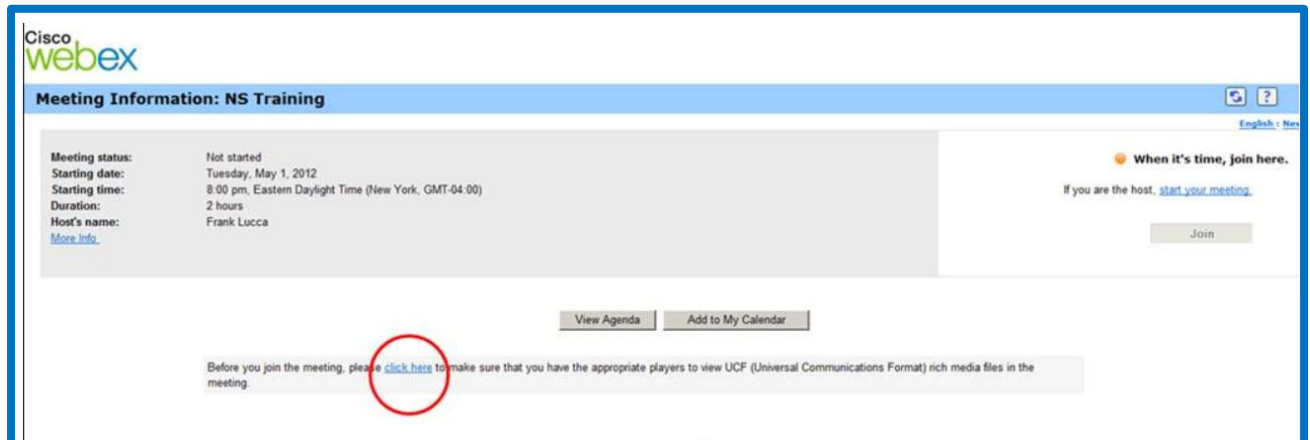 Cisco
webex
Meeting Information: NS Training
?
English : New
Meeting status: Not started
When it's time, join here.
Starting date: Tuesday, May 1, 2012
Starting time: 8:00 pm, Eastern Daylight Time (New York, GMT-04:00)
If you are the host, start your meeting.
Duration: 2 hours
Host's name: Frank Lucca
Join
More Info
View Agenda Add to My Calendar
Before you join the meeting, please click here to make sure that you have the appropriate players to view UCF (Universal Communications Format) rich media files in the
meeting.